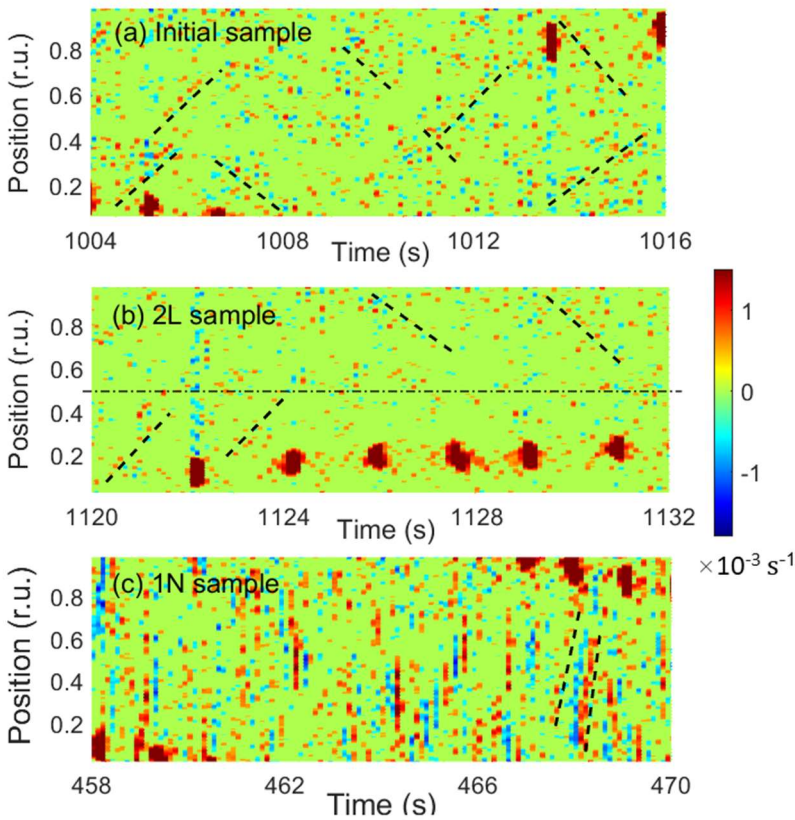 (a) Initial sample
Position (r.u.)
0.8
0.6
0.4
0.2
1004 1008 1012 1016
Time (s)
(b) 2L sample
Position (r.u.)
0.8
0.6
0.4
0.2
1120 1124 1128 1132
Time (s)
1
0
-1
×10⁻³ s⁻¹
(c) 1N sample
Position (r.u.)
0.8
0.6
0.4
0.2
458 462 466 470
Time (s)